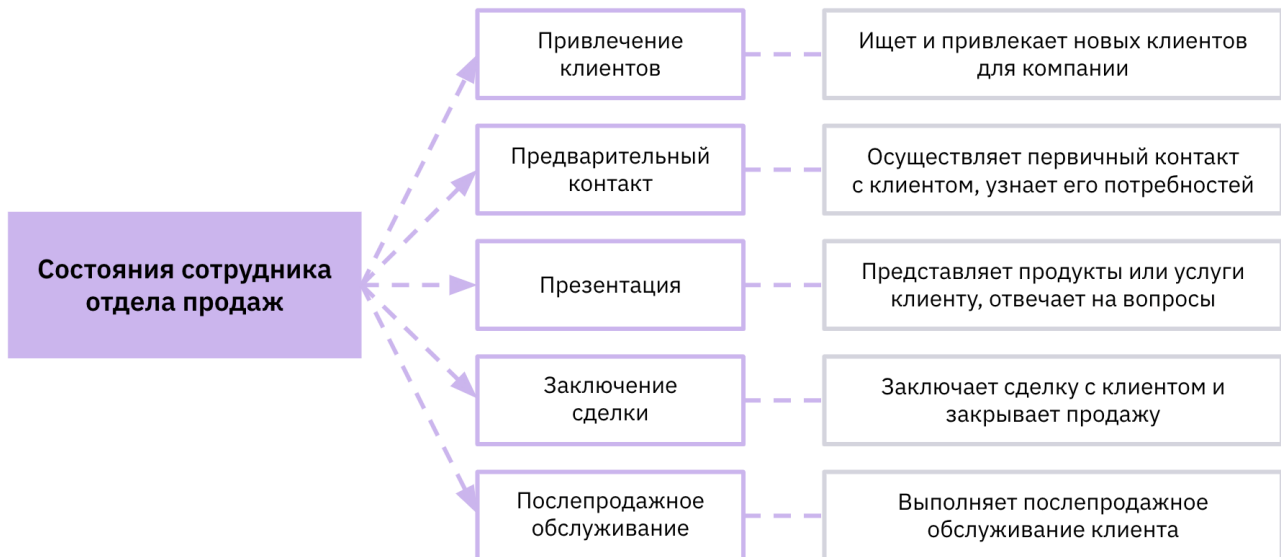 Состояния сотрудника
отдела продаж
Привлечение
клиентов
Ищет и привлекает новых клиентов
для компании
Предварительный
контакт
Осуществляет первичный контакт
с клиентом, узнает его потребностей
Презентация
Представляет продукты или услуги
клиенту, отвечает на вопросы
Заключение
сделки
Заключает сделку с клиентом и
закрывает продажу
Послепродажное
обслуживание
Выполняет послепродажное
обслуживание клиента